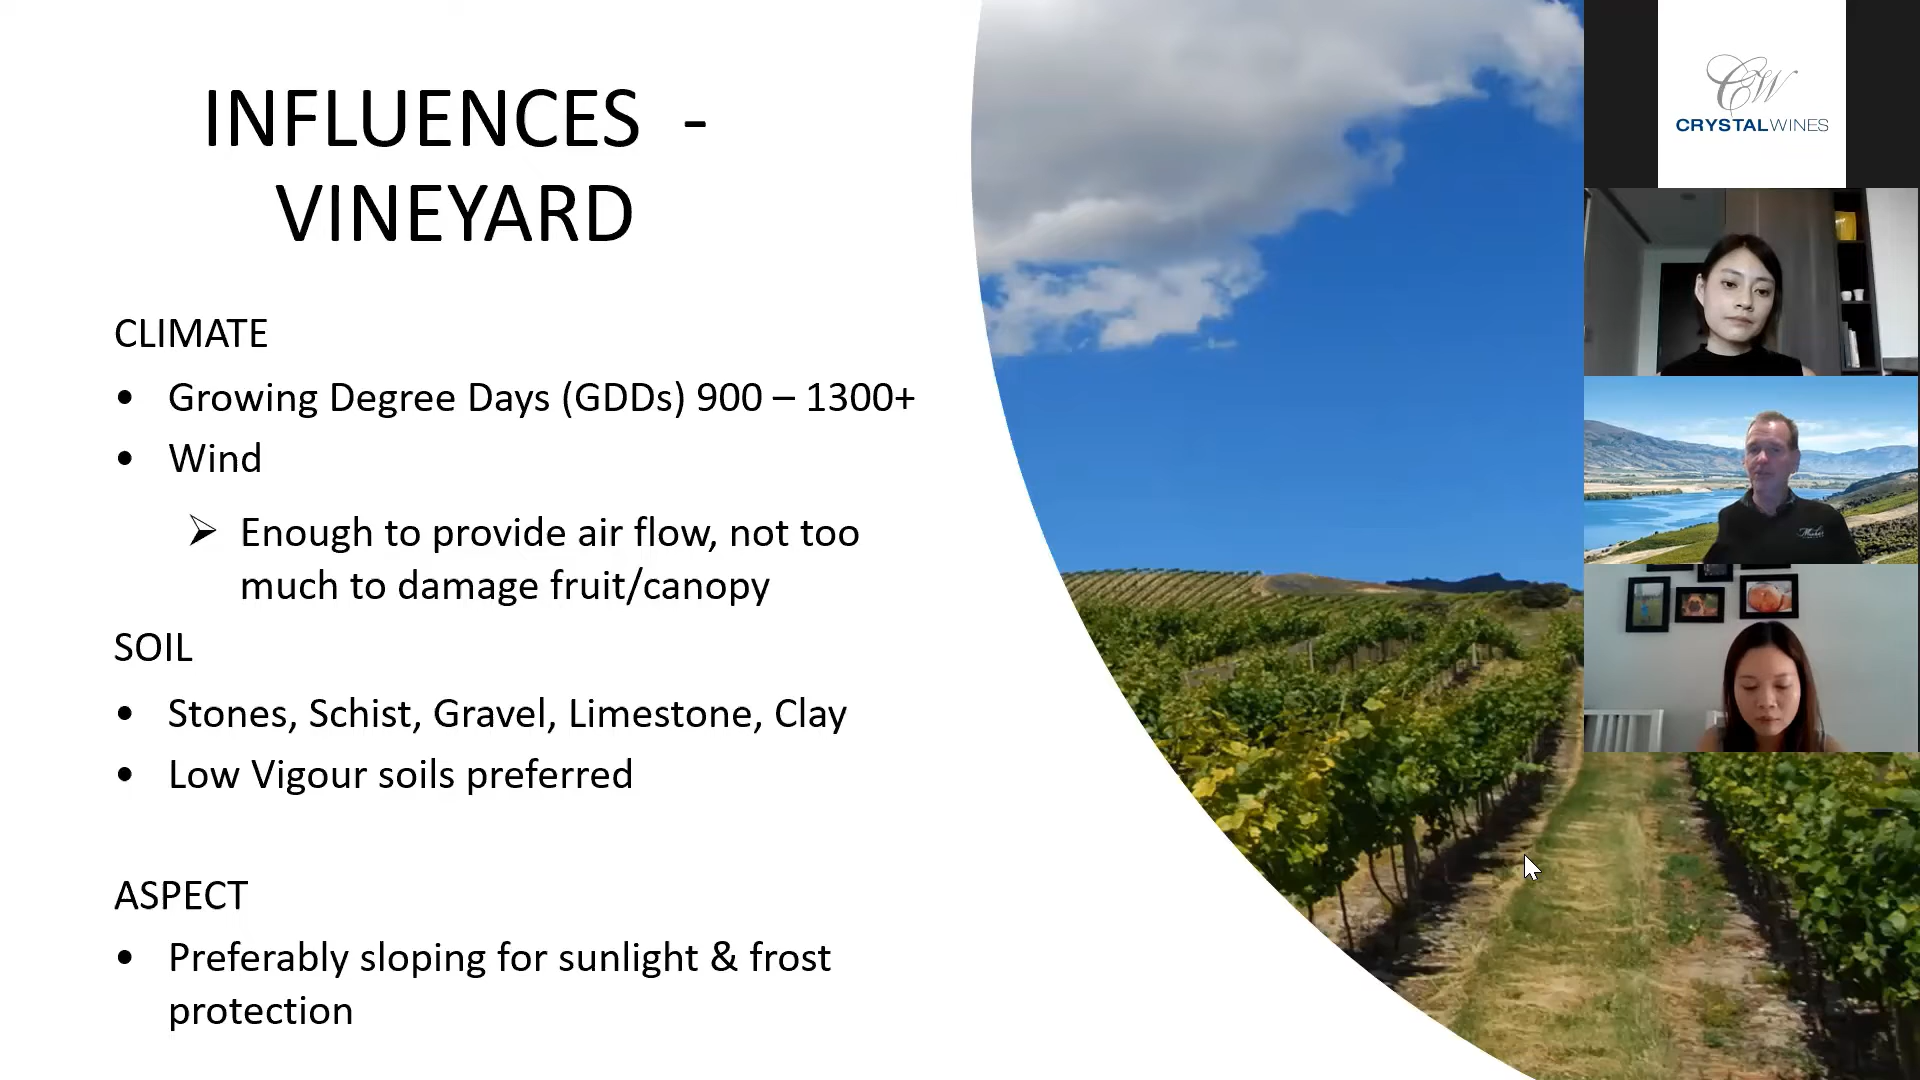 INFLUENCES -
VINEYARD
CLIMATE
• Growing Degree Days (GDDs) 900 – 1300+
• Wind
➢ Enough to provide air flow, not too
much to damage fruit/canopy
SOIL
• Stones, Schist, Gravel, Limestone, Clay
• Low Vigour soils preferred
ASPECT
• Preferably sloping for sunlight & frost
protection
CW
CRYSTALWINES